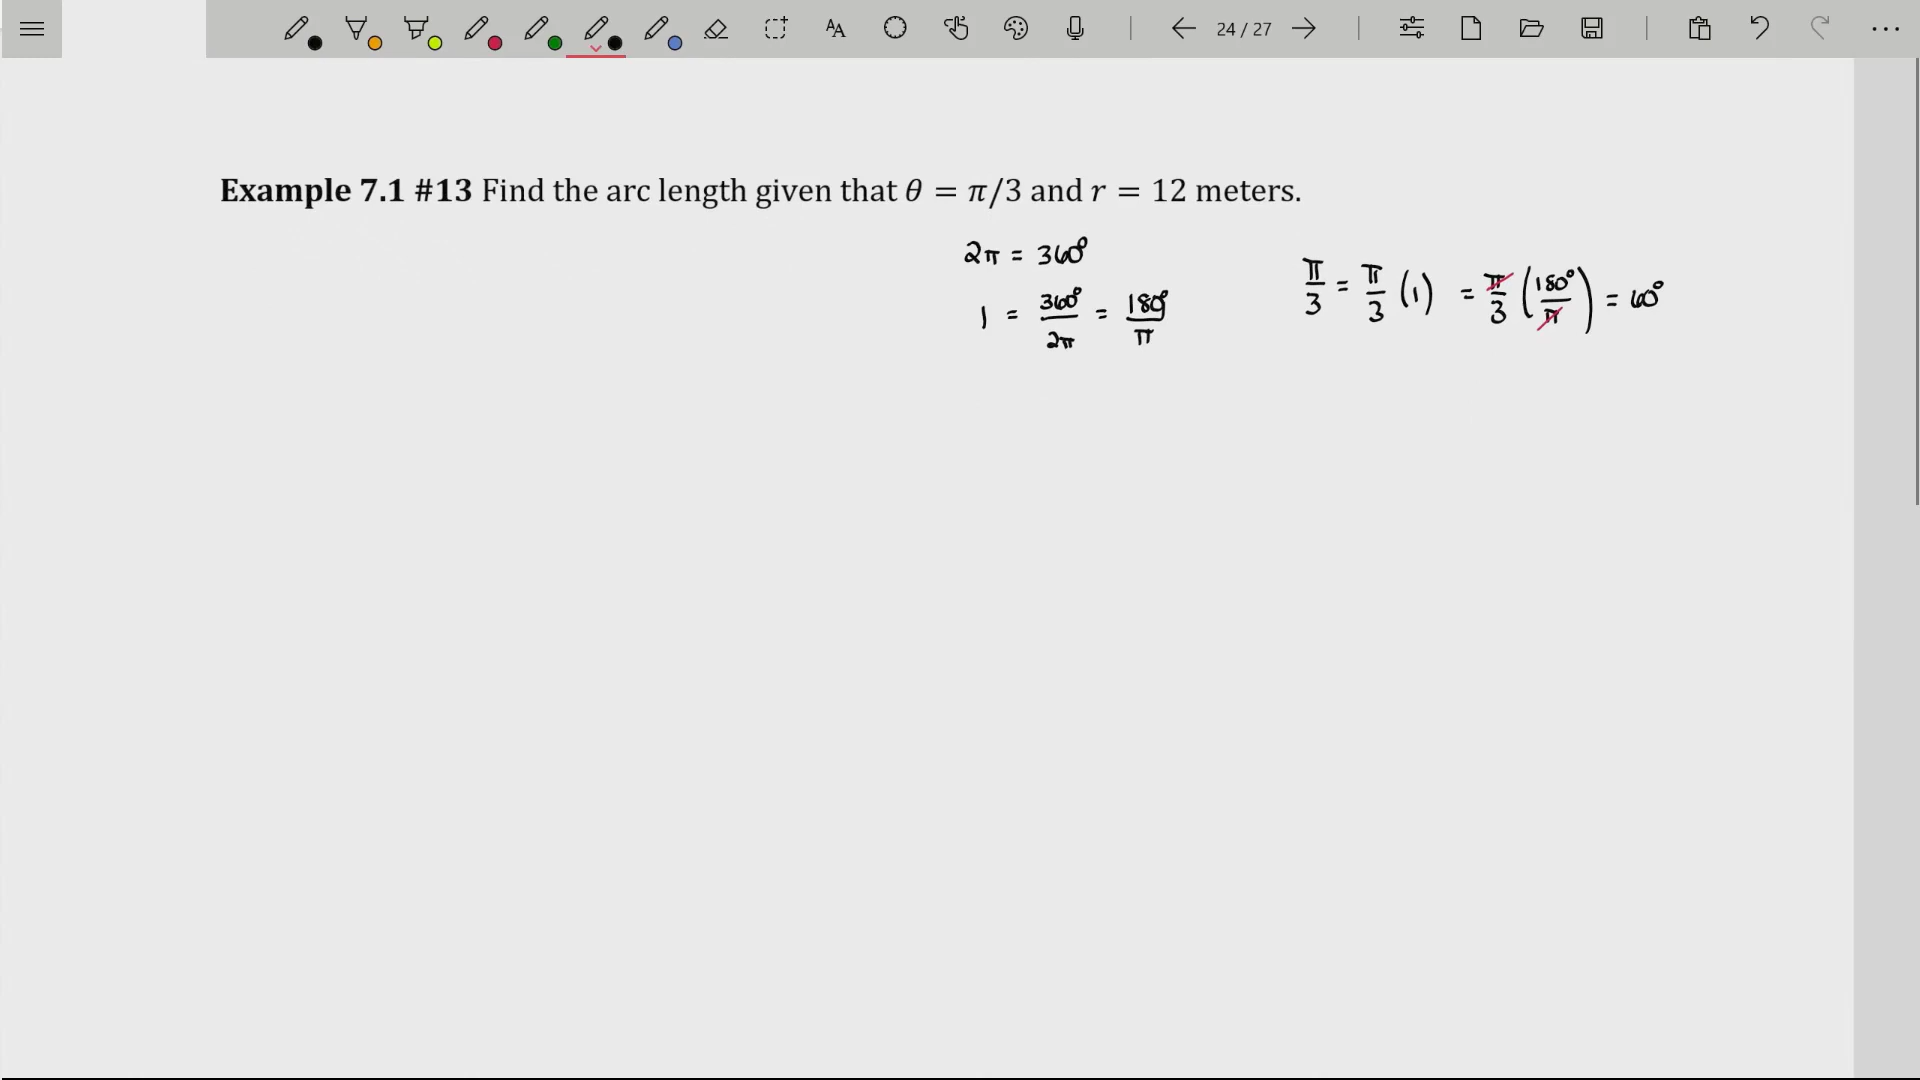 24 / 27
Example 7.1 #13 Find the arc length given that θ = π/3 and r = 12 meters.
2π = 360°
1 = 360°/2π = 180°/π
π/3 = π/3 (1) = π/3 (180°/π) = 60°